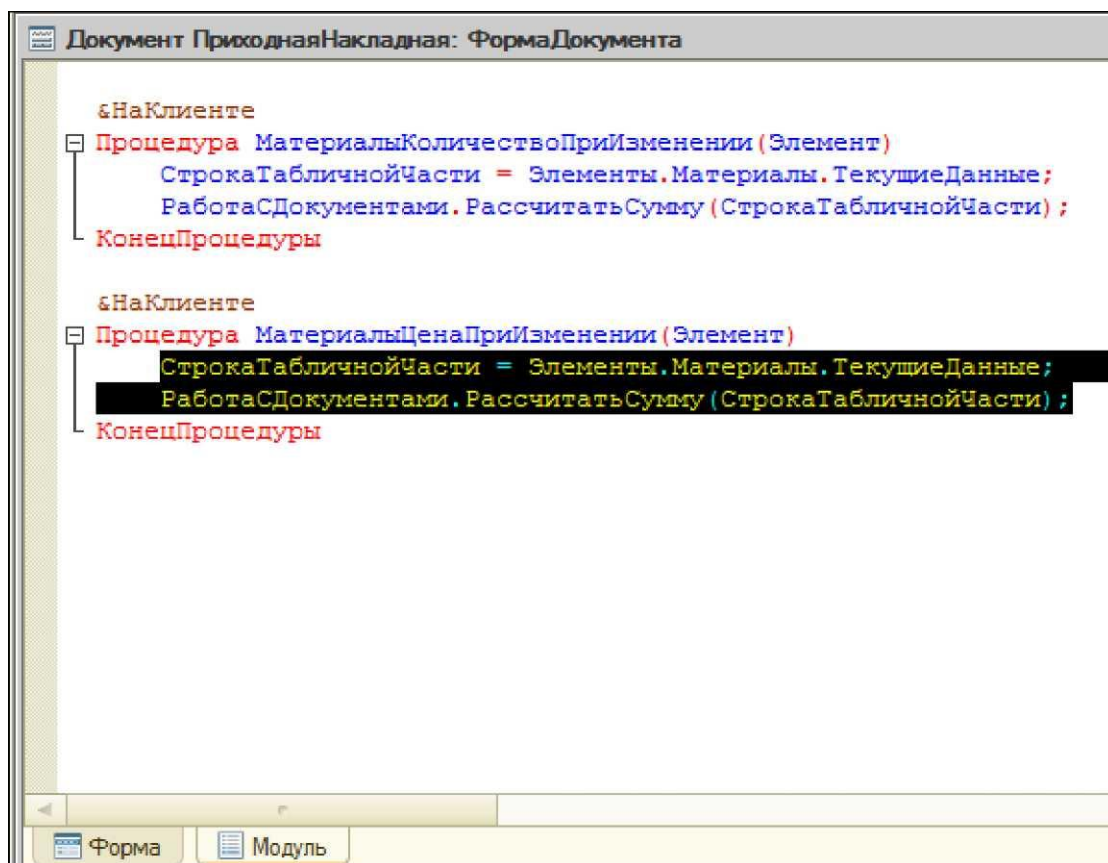 Документ ПриходнаяНакладная: ФормаДокумента
&НаКлиенте
Процедура МатериалыКоличествоПриИзменении(Элемент)
СтрокаТабличнойЧасти = Элементы.Материалы.ТекущиеДанные;
РаботаСДокументами.РассчитатьСумму(СтрокаТабличнойЧасти);
КонецПроцедуры
&НаКлиенте
Процедура МатериалыЦенаПриИзменении(Элемент)
СтрокаТабличнойЧасти = Элементы.Материалы.ТекущиеДанные;
РаботаСДокументами.РассчитатьСумму(СтрокаТабличнойЧасти);
КонецПроцедуры
Форма Модуль